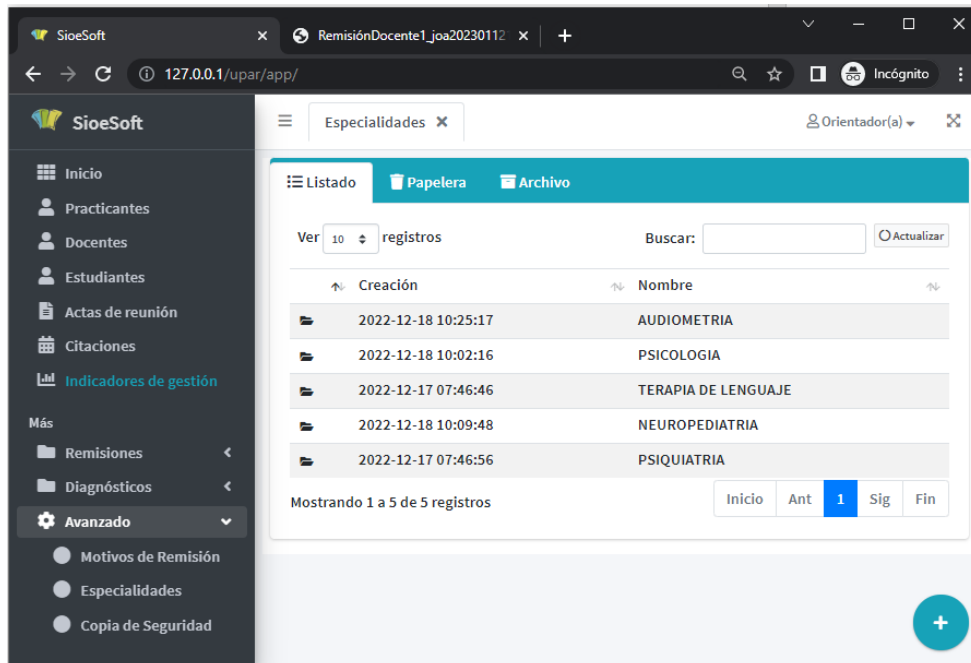 SioeSoft
RemisiónDocente1_joa20230112
127.0.0.1/upar/app/
Incógnito
SioeSoft
Inicio
Practicantes
Docentes
Estudiantes
Actas de reunión
Citaciones
Indicadores de gestión
Más
Remisiones
Diagnósticos
Avanzado
Motivos de Remisión
Especialidades
Copia de Seguridad
Especialidades
Orientador(a)
Listado Papelera Archivo
Ver 10 registros Buscar: Actualizar
Creación Nombre
2022-12-18 10:25:17 AUDIOMETRIA
2022-12-18 10:02:16 PSICOLOGIA
2022-12-17 07:46:46 TERAPIA DE LENGUAJE
2022-12-18 10:09:48 NEUROPEDIATRIA
2022-12-17 07:46:56 PSIQUIATRIA
Mostrando 1 a 5 de 5 registros Inicio Ant 1 Sig Fin